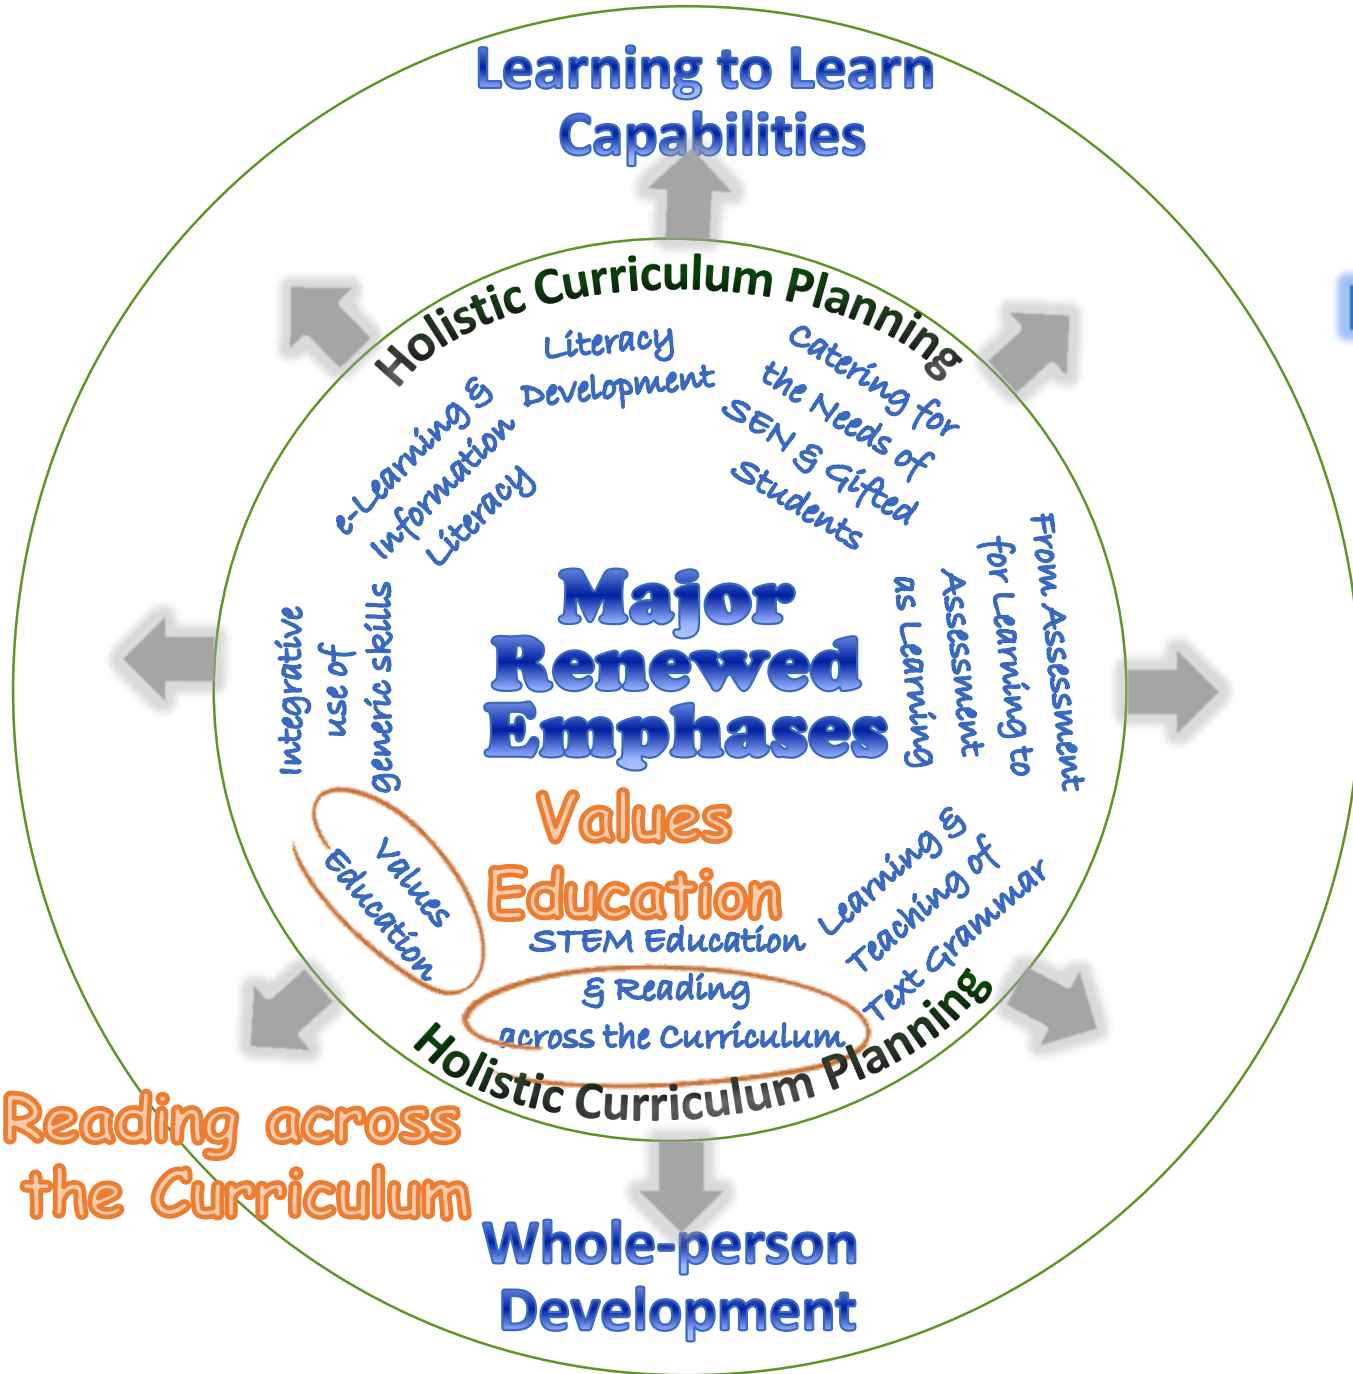 Learning to Learn
Capabilities
Holistic Curriculum Planning
Literacy
Development
Catering for
the Needs of
SEN & Gifted
Students
e-Learning &
Information
Literacy
From Assessment
for Learning to
Assessment
as Learning
Integrative
use of
generic skills
Major
Renewed
Emphases
Values
Education
Values
Education
Learning &
Teaching of
Text Grammar
STEM Education
& Reading
across the Curriculum
Holistic Curriculum Planning
Reading across
the Curriculum
Whole-person
Development